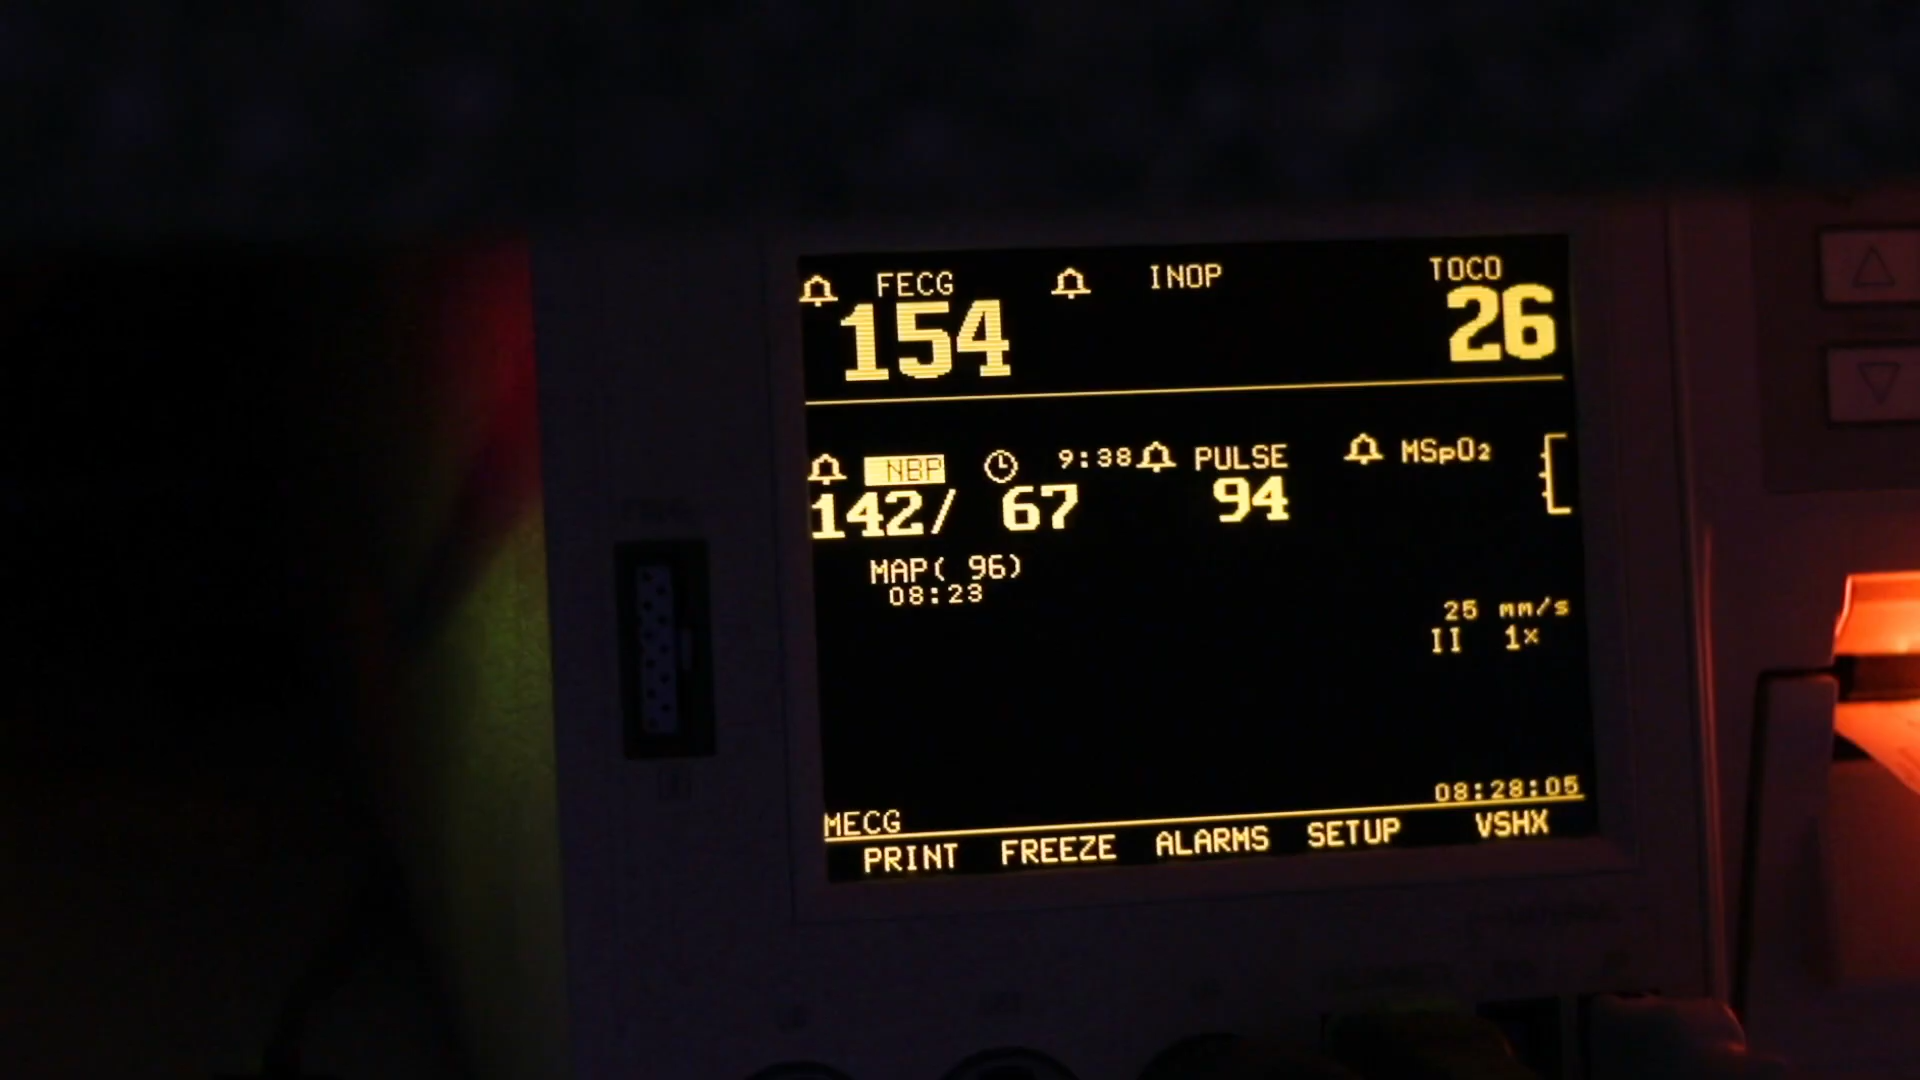 FECG INOP TOCO
154 26
NBP 9:38 PULSE MSpO₂
142/ 67 94
MAP( 96)
08:23
25 mm/s
II 1×
08:28:05
MECG
PRINT FREEZE ALARMS SETUP VSHX